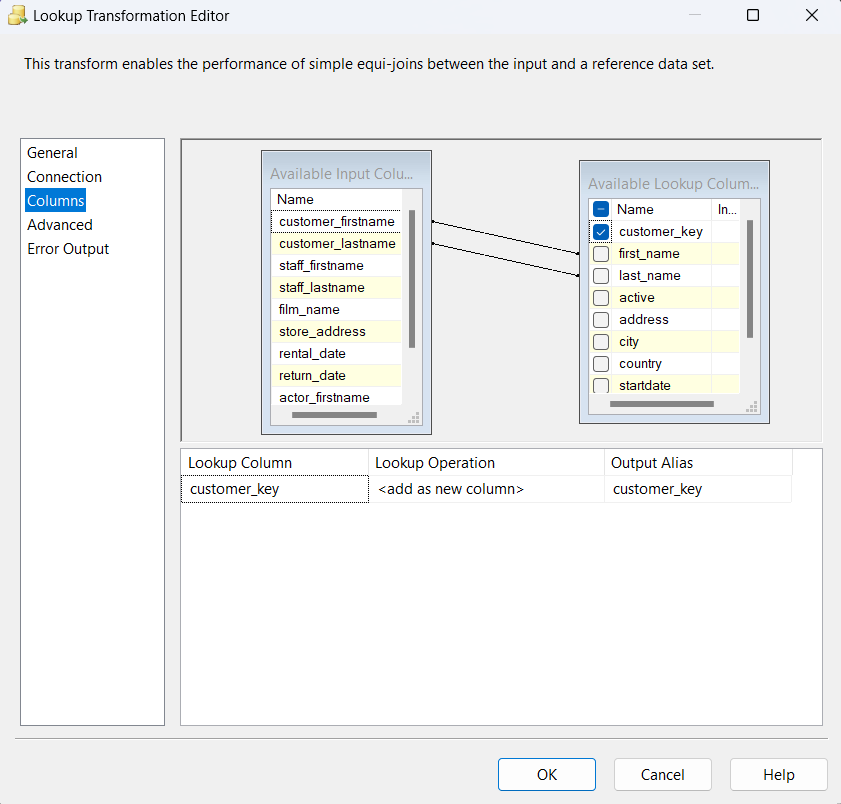 Lookup Transformation Editor
This transform enables the performance of simple equi-joins between the input and a reference data set.
General
Connection
Columns
Advanced
Error Output
Available Input Colu...
Name
customer_firstname
customer_lastname
staff_firstname
staff_lastname
film_name
store_address
rental_date
return_date
actor_firstname
Available Lookup Colum...
Name In...
customer_key
first_name
last_name
active
address
city
country
startdate
Lookup Column Lookup Operation Output Alias
customer_key <add as new column> customer_key
OK Cancel Help